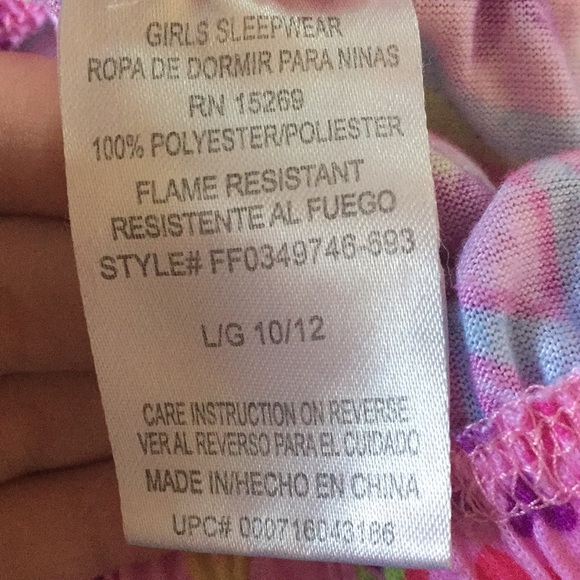 GIRLS SLEEPWEAR
ROPA DE DORMIR PARA NINAS
RN 15269
100% POLYESTER/POLIESTER
FLAME RESISTANT
RESISTENTE AL FUEGO
STYLE# FF0349746-693
L/G 10/12
CARE INSTRUCTION ON REVERSE
VER AL REVERSO PARA EL CUIDADO
MADE IN/HECHO EN CHINA
UPC# 000716043186